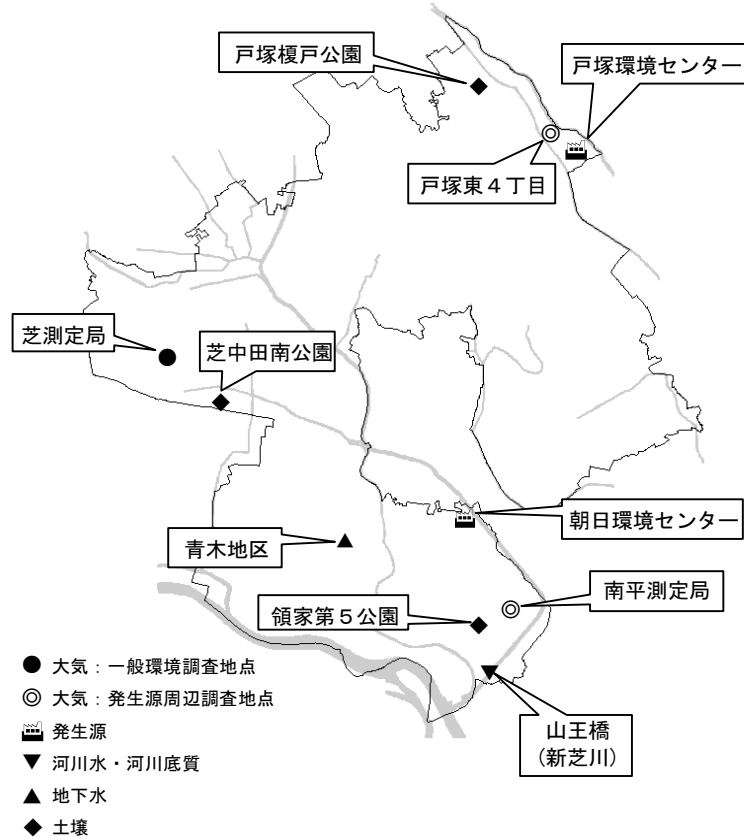 戸塚榎戸公園
戸塚環境センター
戸塚東４丁目
芝測定局
芝中田南公園
朝日環境センター
青木地区
南平測定局
領家第５公園
山王橋
（新芝川）
大気：一般環境調査地点
大気：発生源周辺調査地点
発生源
河川水・河川底質
地下水
土壌